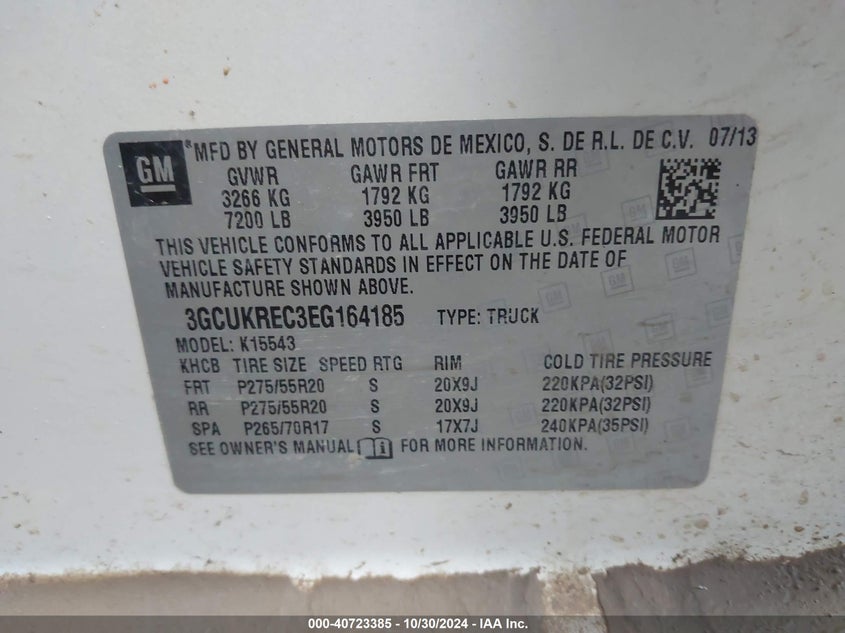 GM
*MFD BY GENERAL MOTORS DE MEXICO, S. DE R.L. DE C.V. 07/13
GVWR GAWR FRT GAWR RR
3266 KG 1792 KG 1792 KG
7200 LB 3950 LB 3950 LB
THIS VEHICLE CONFORMS TO ALL APPLICABLE U.S. FEDERAL MOTOR
VEHICLE SAFETY STANDARDS IN EFFECT ON THE DATE OF
MANUFACTURE SHOWN ABOVE.
3GCUKREC3EG164185 TYPE: TRUCK
MODEL: K15543
KHCB TIRE SIZE SPEED RTG RIM COLD TIRE PRESSURE
FRT P275/55R20 S 20X9J 220KPA(32PSI)
RR P275/55R20 S 20X9J 220KPA(32PSI)
SPA P265/70R17 S 17X7J 240KPA(35PSI)
SEE OWNER'S MANUAL FOR MORE INFORMATION.
000-40723385 - 10/30/2024 - IAA Inc.